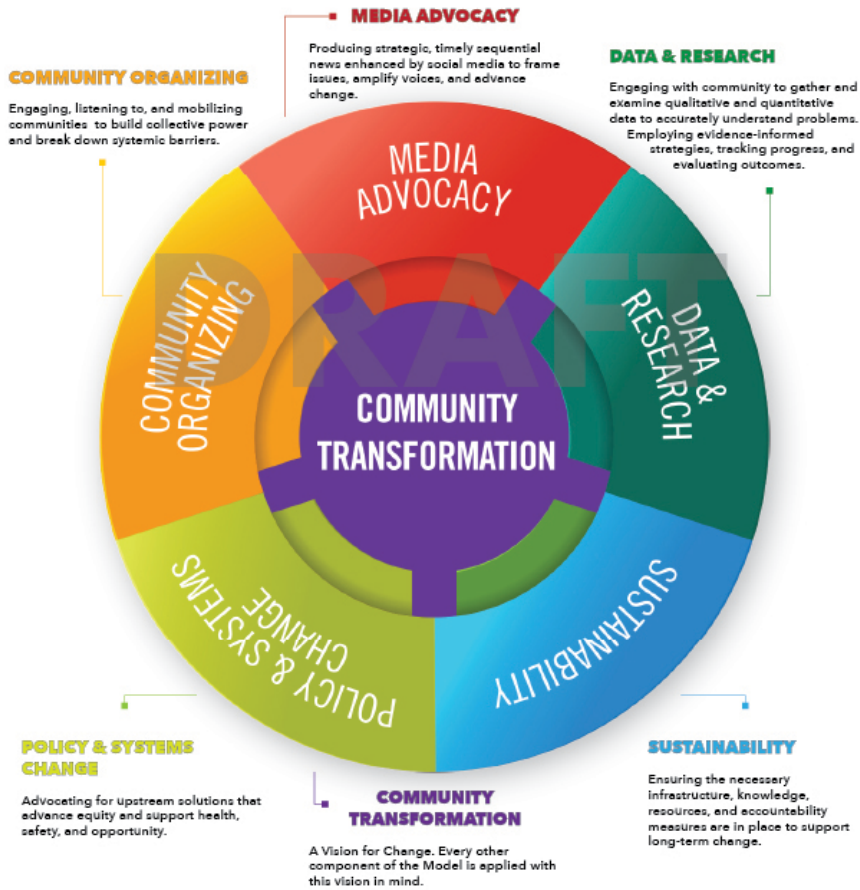 MEDIA ADVOCACY
Producing strategic, timely sequential
news enhanced by social media to frame
issues, amplify voices, and advance
change.
DATA & RESEARCH
Engaging with community to gather and
examine qualitative and quantitative
data to accurately understand problems.
Employing evidence-informed
strategies, tracking progress, and
evaluating outcomes.
COMMUNITY ORGANIZING
Engaging, listening to, and mobilizing
communities to build collective power
and break down systemic barriers.
MEDIA
ADVOCACY
COMMUNITY
ORGANIZING
DATA &
RESEARCH
DRAFT
COMMUNITY
TRANSFORMATION
POLICY & SYSTEMS
CHANGE
SUSTAINABILITY
POLICY & SYSTEMS
CHANGE
Advocating for upstream solutions that
advance equity and support health,
safety, and opportunity.
COMMUNITY
TRANSFORMATION
A Vision for Change. Every other
component of the Model is applied with
this vision in mind.
SUSTAINABILITY
Ensuring the necessary
infrastructure, knowledge,
resources, and accountability
measures are in place to support
long-term change.